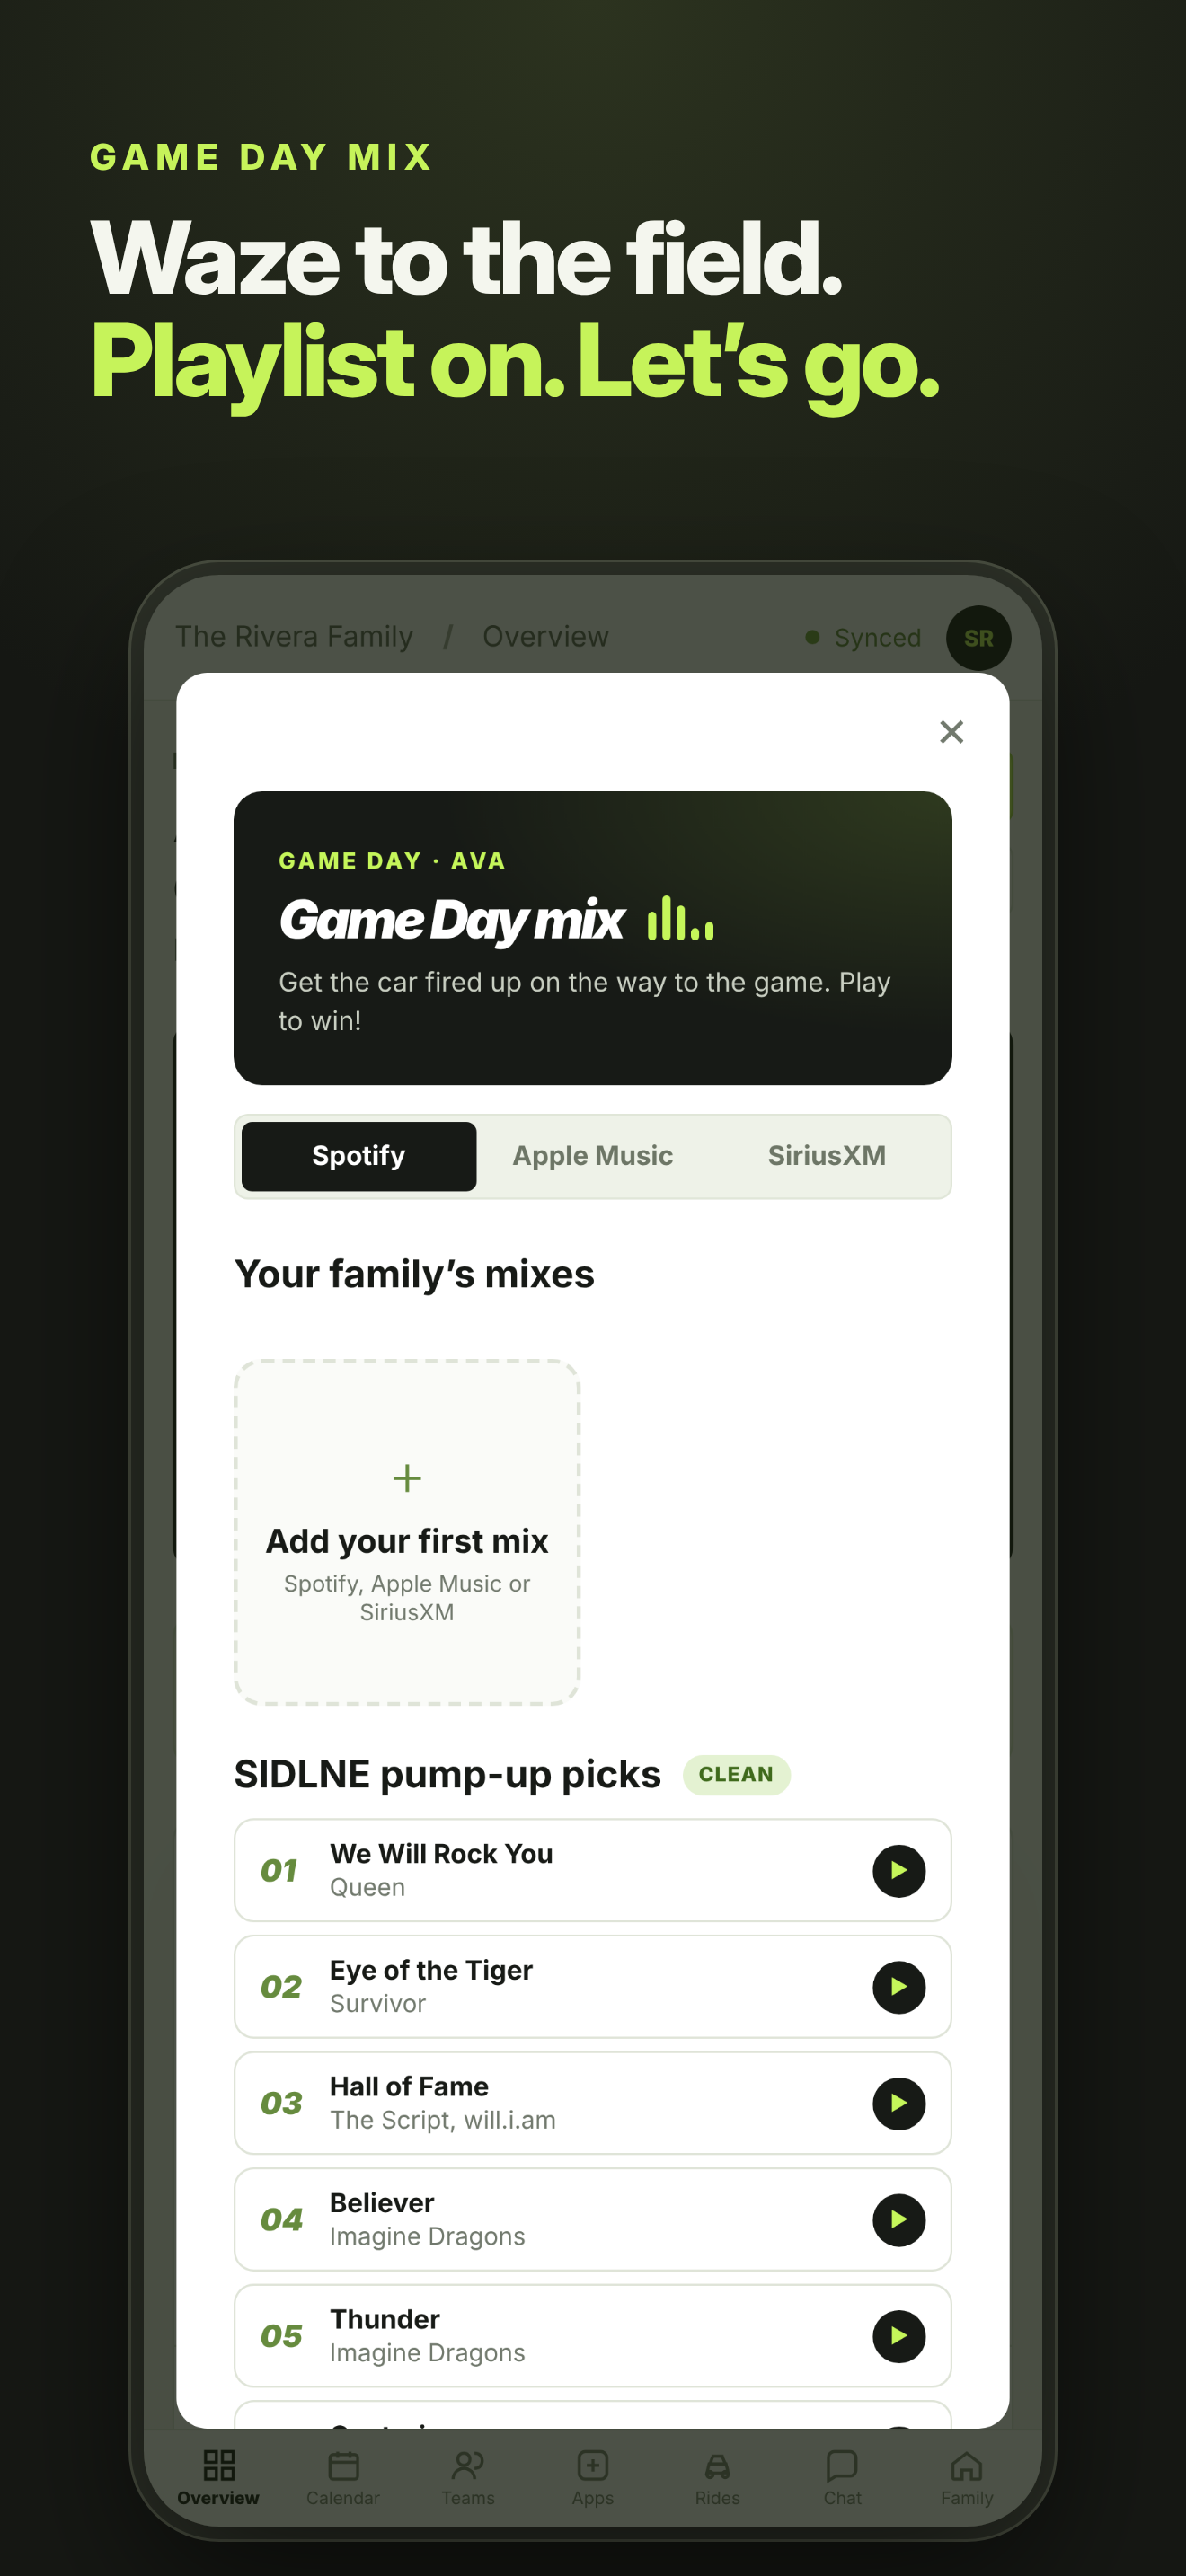 GAME DAY MIX
Waze to the field.
Playlist on. Let’s go.
The Rivera Family / Overview
Synced
SR
GAME DAY · AVA
Game Day mix
Get the car fired up on the way to the game. Play
to win!
Spotify
Apple Music
SiriusXM
Your family’s mixes
Add your first mix
Spotify, Apple Music or
SiriusXM
SIDLNE pump-up picks
CLEAN
01
We Will Rock You
Queen
02
Eye of the Tiger
Survivor
03
Hall of Fame
The Script, will.i.am
04
Believer
Imagine Dragons
05
Thunder
Imagine Dragons
Overview
Calendar
Teams
Apps
Rides
Chat
Family